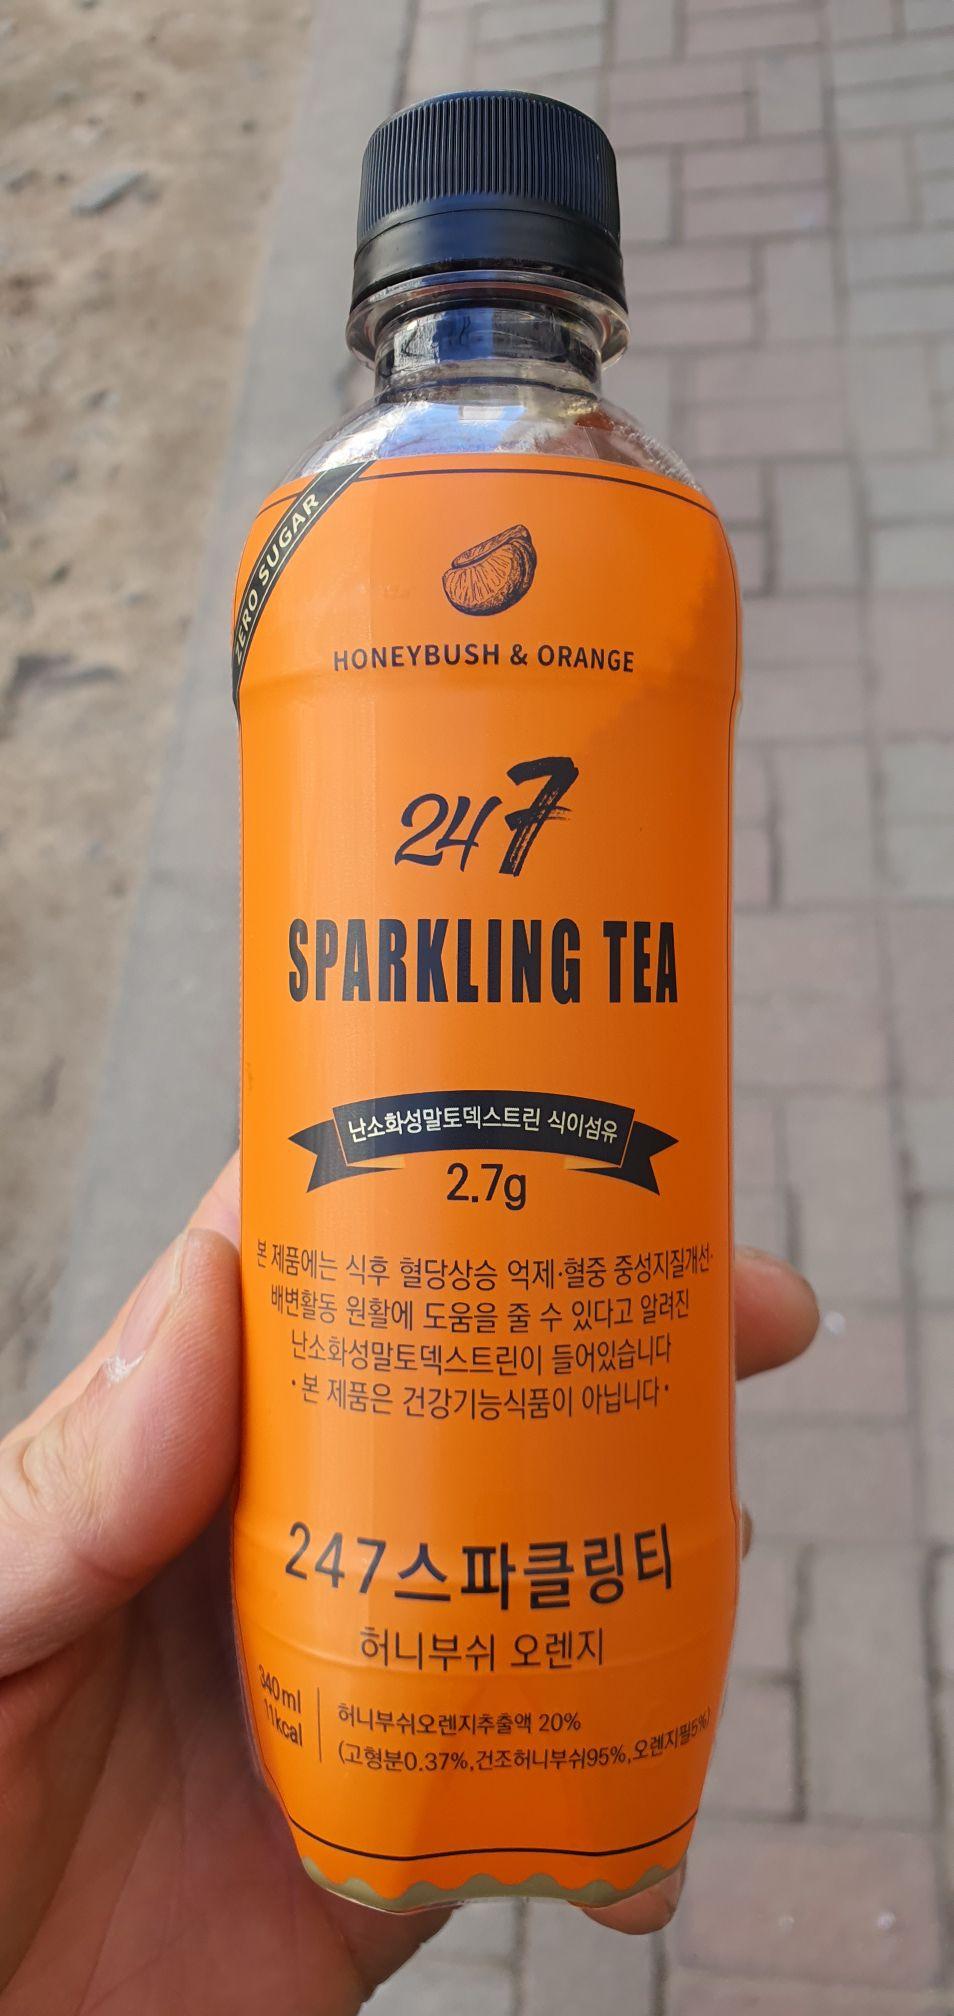 ZERO SUGAR
HONEYBUSH & ORANGE
247
SPARKLING TEA
난소화성말토덱스트린 식이섬유
2.7g
본 제품에는 식후 혈당상승 억제·혈중 중성지질개선·
배변활동 원활에 도움을 줄 수 있다고 알려진
난소화성말토덱스트린이 들어있습니다
·본 제품은 건강기능식품이 아닙니다·
247스파클링티
허니부쉬 오렌지
340ml
11kcal
허니부쉬오렌지추출액 20%
(고형분0.37%,건조허니부쉬95%,오렌지필5%)